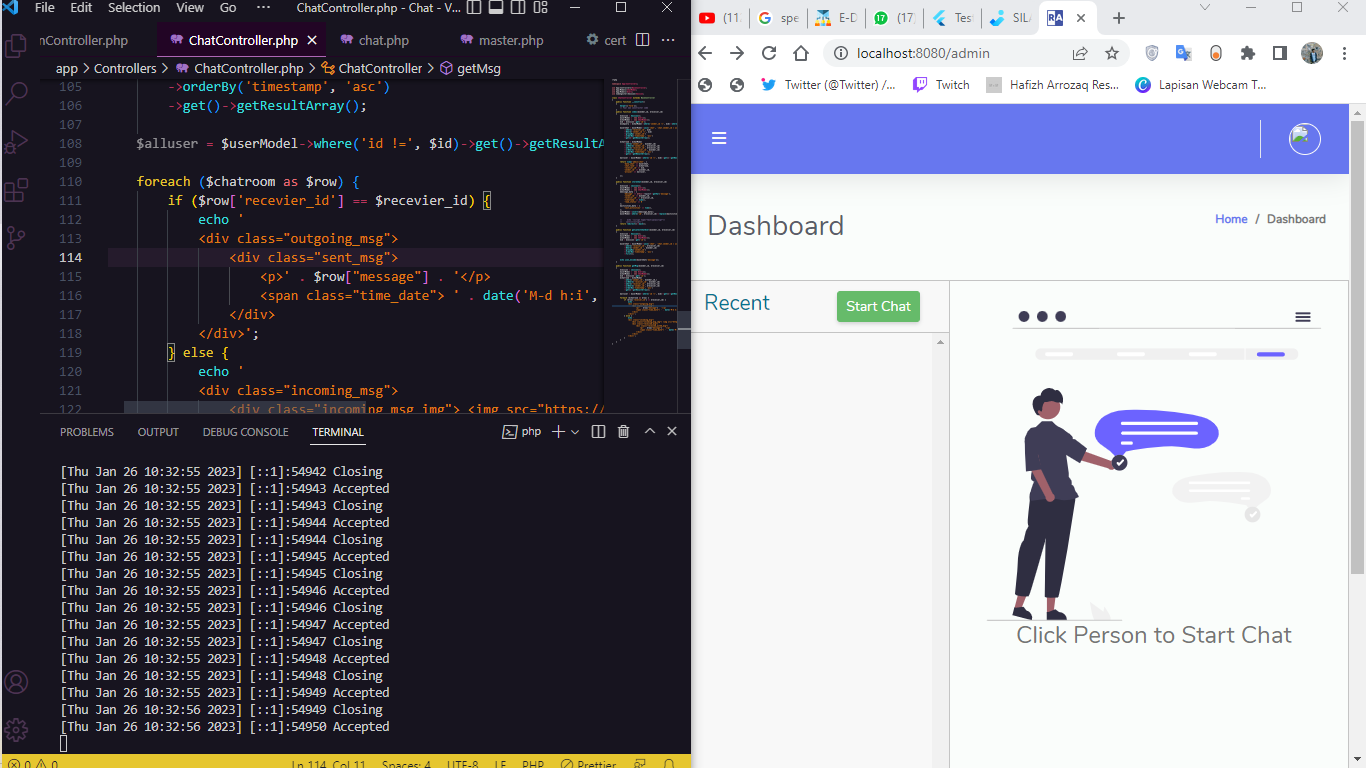 File Edit Selection View Go ··· ChatController.php - Chat - V...
nController.php ChatController.php chat.php master.php cert ···
app > Controllers > ChatController.php > ChatController > getMsg
105 ->orderBy('timestamp', 'asc')
106 ->get()->getResultArray();
107
108 $alluser = $userModel->where('id !=', $id)->get()->getResultA
109
110 foreach ($chatroom as $row) {
111 if ($row['recevier_id'] == $recevier_id) {
112 echo '
113 <div class="outgoing_msg">
114 <div class="sent_msg">
115 <p>' . $row["message"] . '</p>
116 <span class="time_date"> ' . date('M-d h:i',
117 </div>
118 </div>';
119 } else {
120 echo '
121 <div class="incoming_msg">
122 <div class="incoming_msg_img"> <img src="https://
PROBLEMS OUTPUT DEBUG CONSOLE TERMINAL php
[Thu Jan 26 10:32:55 2023] [::1]:54942 Closing
[Thu Jan 26 10:32:55 2023] [::1]:54943 Accepted
[Thu Jan 26 10:32:55 2023] [::1]:54943 Closing
[Thu Jan 26 10:32:55 2023] [::1]:54944 Accepted
[Thu Jan 26 10:32:55 2023] [::1]:54944 Closing
[Thu Jan 26 10:32:55 2023] [::1]:54945 Accepted
[Thu Jan 26 10:32:55 2023] [::1]:54945 Closing
[Thu Jan 26 10:32:55 2023] [::1]:54946 Accepted
[Thu Jan 26 10:32:55 2023] [::1]:54946 Closing
[Thu Jan 26 10:32:55 2023] [::1]:54947 Accepted
[Thu Jan 26 10:32:55 2023] [::1]:54947 Closing
[Thu Jan 26 10:32:55 2023] [::1]:54948 Accepted
[Thu Jan 26 10:32:55 2023] [::1]:54948 Closing
[Thu Jan 26 10:32:55 2023] [::1]:54949 Accepted
[Thu Jan 26 10:32:56 2023] [::1]:54949 Closing
[Thu Jan 26 10:32:56 2023] [::1]:54950 Accepted
0 0 Ln 114, Col 11 Spaces: 4 UTF-8 LF PHP Prettier
(11 spe E-D (17) Test SILA RA
localhost:8080/admin
Twitter (@Twitter) /... Twitch Hafizh Arrozaq Res... Lapisan Webcam T...
Dashboard
Home / Dashboard
Recent
Start Chat
Click Person to Start Chat